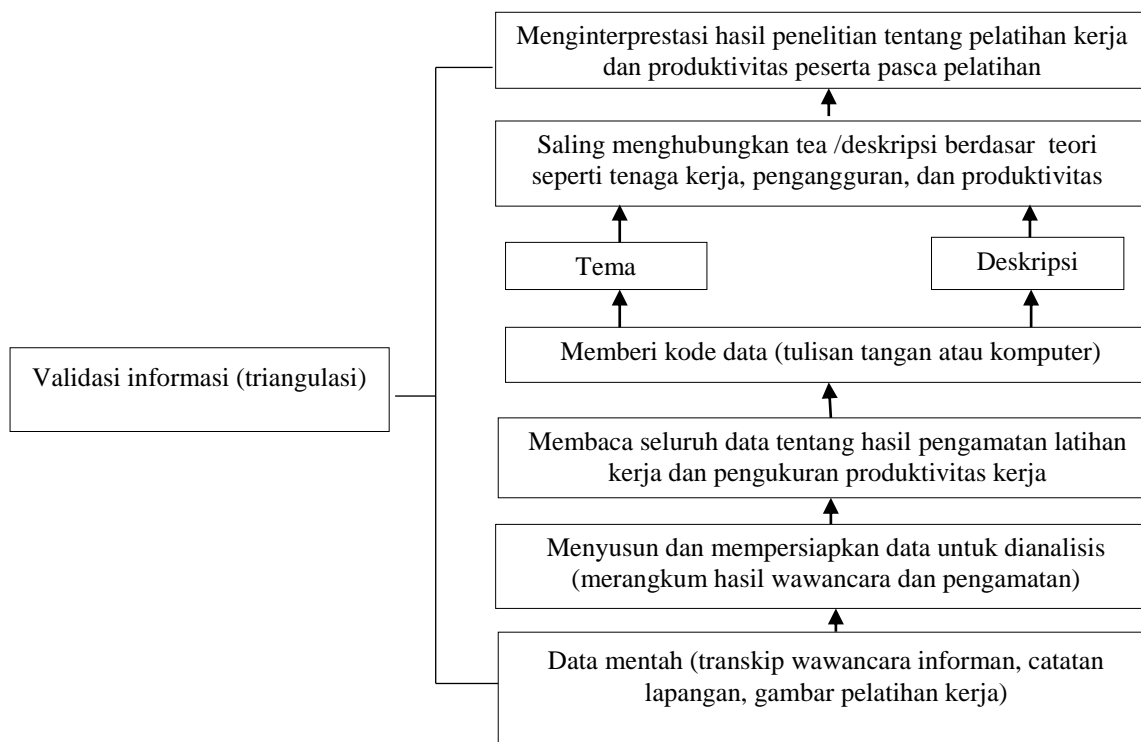 Menginterprestasi hasil penelitian tentang pelatihan kerja
dan produktivitas peserta pasca pelatihan
Saling menghubungkan tea /deskripsi berdasar teori
seperti tenaga kerja, pengangguran, dan produktivitas
Tema
Deskripsi
Memberi kode data (tulisan tangan atau komputer)
Validasi informasi (triangulasi)
Membaca seluruh data tentang hasil pengamatan latihan
kerja dan pengukuran produktivitas kerja
Menyusun dan mempersiapkan data untuk dianalisis
(merangkum hasil wawancara dan pengamatan)
Data mentah (transkip wawancara informan, catatan
lapangan, gambar pelatihan kerja)